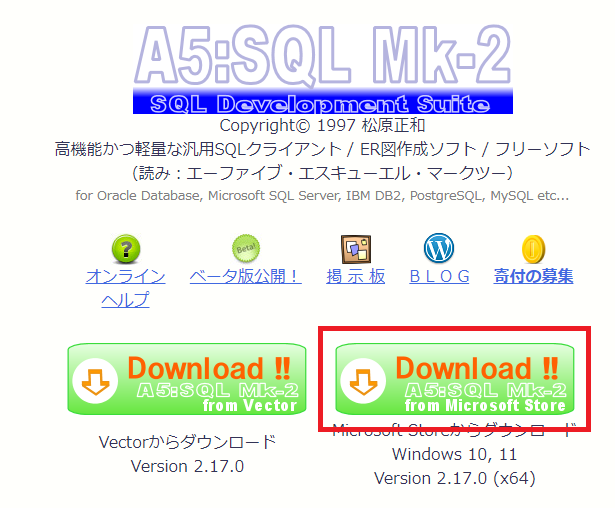 A5:SQL Mk-2
SQL Development Suite
Copyright© 1997 松原正和
高機能かつ軽量な汎用SQLクライアント / ER図作成ソフト / フリーソフト
（読み：エーファイブ・エスキューエル・マークツー）
for Oracle Database, Microsoft SQL Server, IBM DB2, PostgreSQL, MySQL etc...
?
Beta!
オンライン
ヘルプ
ベータ版公開！
掲 示 板
ＢＬＯＧ
寄付の募集
Download !!
A5:SQL Mk-2
from Vector
Vectorからダウンロード
Version 2.17.0
Download !!
A5:SQL Mk-2
from Microsoft Store
Microsoft Storeからダウンロード
Windows 10, 11
Version 2.17.0 (x64)